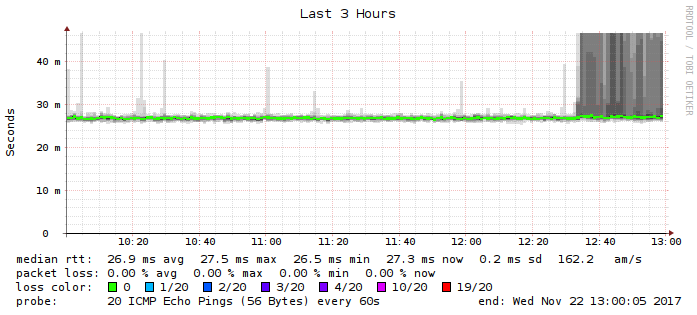 Last 3 Hours
RRDTOOL / TOBI OETIKER
Seconds
40 m
30 m
20 m
10 m
0
10:20 10:40 11:00 11:20 11:40 12:00 12:20 12:40 13:00
median rtt: 26.9 ms avg 27.5 ms max 26.5 ms min 27.3 ms now 0.2 ms sd 162.2 am/s
packet loss: 0.00 % avg 0.00 % max 0.00 % min 0.00 % now
loss color: 0 1/20 2/20 3/20 4/20 10/20 19/20
probe: 20 ICMP Echo Pings (56 Bytes) every 60s end: Wed Nov 22 13:00:05 2017